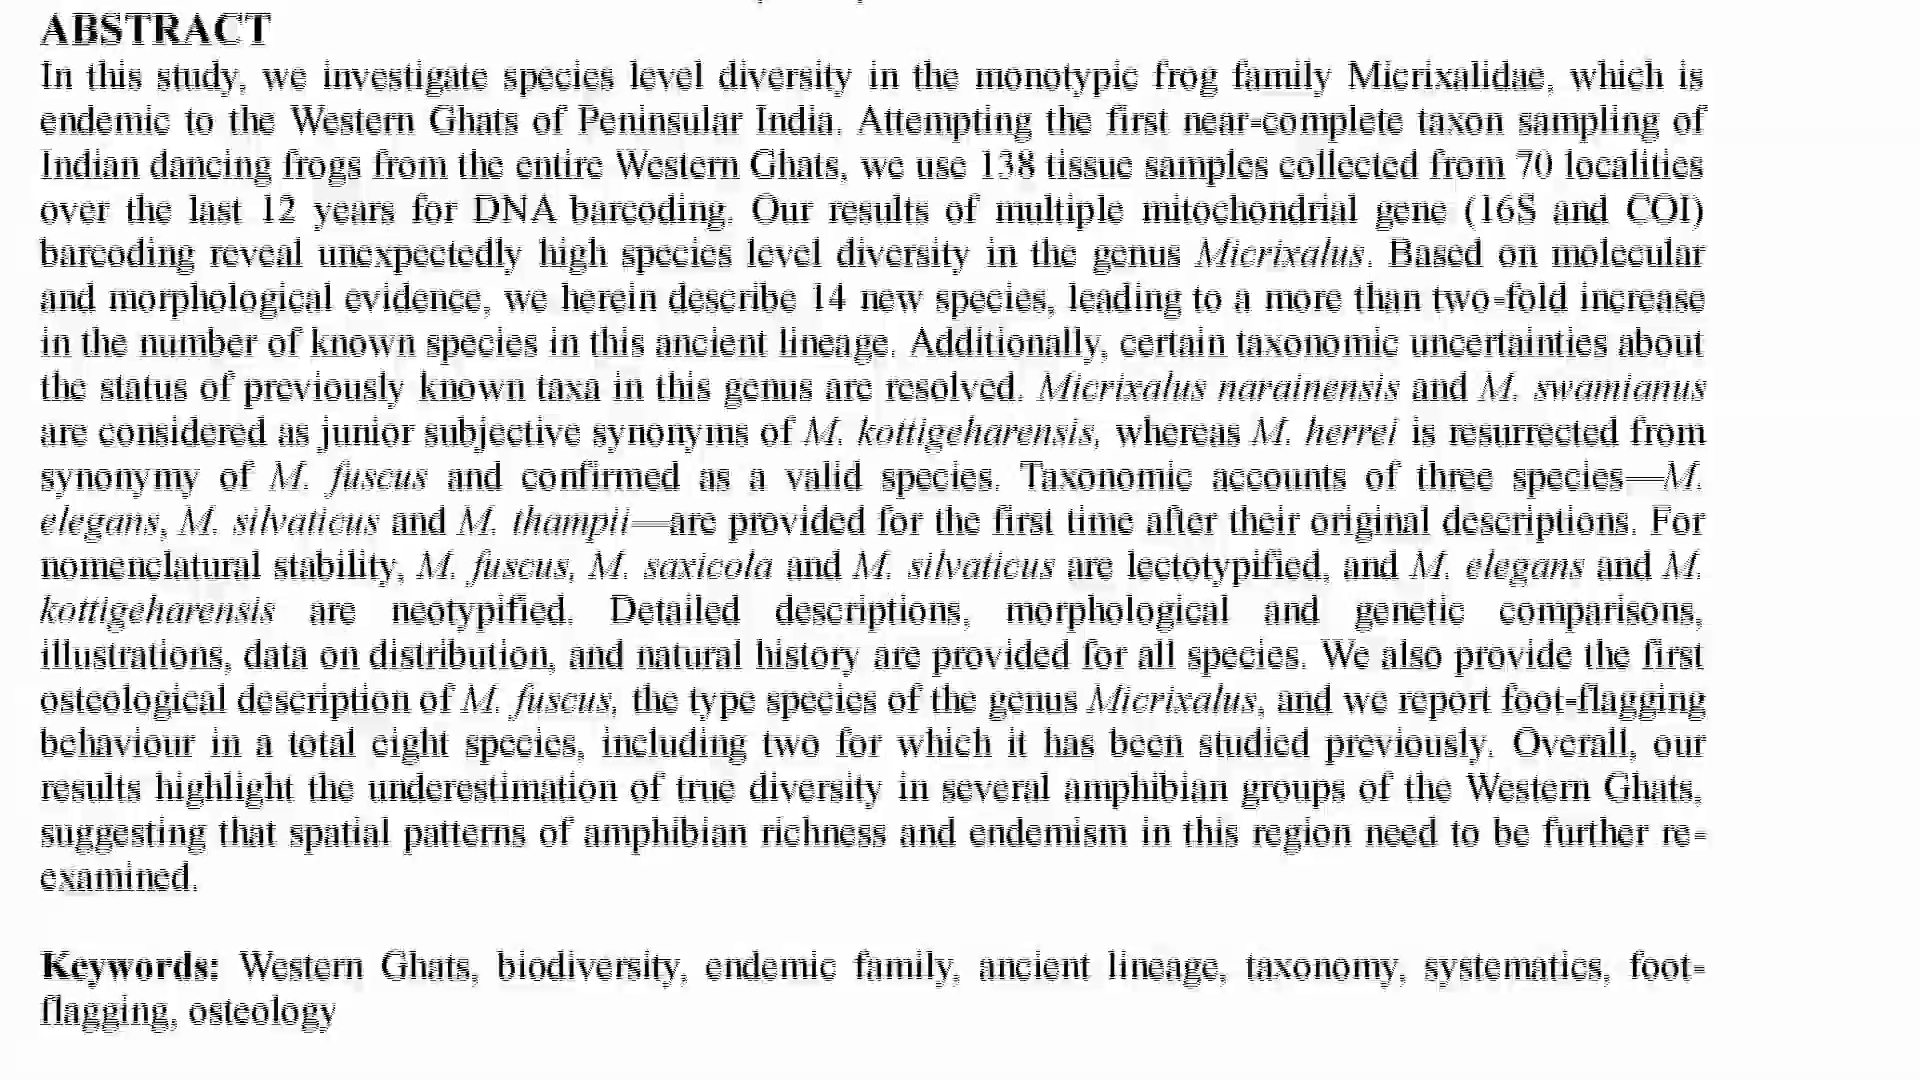 ABSTRACT
In this study, we investigate species level diversity in the monotypic frog family Micrixalidae, which is
endemic to the Western Ghats of Peninsular India. Attempting the first near-complete taxon sampling of
Indian dancing frogs from the entire Western Ghats, we use 138 tissue samples collected from 70 localities
over the last 12 years for DNA barcoding. Our results of multiple mitochondrial gene (16S and COI)
barcoding reveal unexpectedly high species level diversity in the genus Micrixalus. Based on molecular
and morphological evidence, we herein describe 14 new species, leading to a more than two-fold increase
in the number of known species in this ancient lineage. Additionally, certain taxonomic uncertainties about
the status of previously known taxa in this genus are resolved. Micrixalus narainensis and M. swamianus
are considered as junior subjective synonyms of M. kottigeharensis, whereas M. herrei is resurrected from
synonymy of M. fuscus and confirmed as a valid species. Taxonomic accounts of three species—M.
elegans, M. silvaticus and M. thampii—are provided for the first time after their original descriptions. For
nomenclatural stability, M. fuscus, M. saxicola and M. silvaticus are lectotypified, and M. elegans and M.
kottigeharensis are neotypified. Detailed descriptions, morphological and genetic comparisons,
illustrations, data on distribution, and natural history are provided for all species. We also provide the first
osteological description of M. fuscus, the type species of the genus Micrixalus, and we report foot-flagging
behaviour in a total eight species, including two for which it has been studied previously. Overall, our
results highlight the underestimation of true diversity in several amphibian groups of the Western Ghats,
suggesting that spatial patterns of amphibian richness and endemism in this region need to be further re-
examined.
Keywords: Western Ghats, biodiversity, endemic family, ancient lineage, taxonomy, systematics, foot-
flagging, osteology